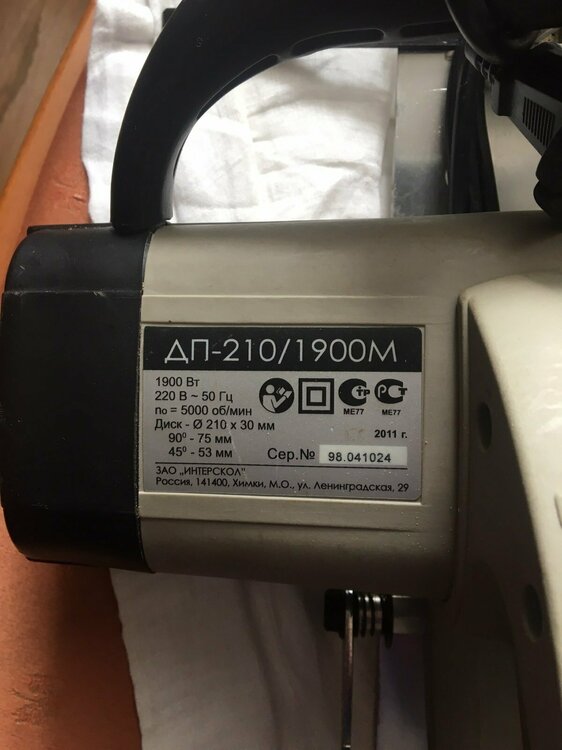 ДП-210/1900М
1900 Вт
220 В ~ 50 Гц
n₀ = 5000 об/мин
Диск - Ø 210 х 30 мм
90⁰ - 75 мм
45⁰ - 53 мм
МЕ77
МЕ77
2011 г.
Сер.№ 98.041024
ЗАО „ИНТЕРСКОЛ"
Россия, 141400, Химки, М.О., ул. Ленинградская, 29